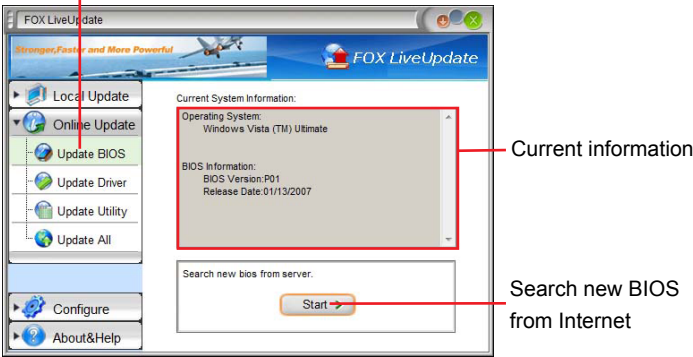 FOX LiveUpdate
Stronger,Faster and More Powerful
FOX LiveUpdate
Local Update
Online Update
Update BIOS
Update Driver
Update Utility
Update All
Configure
About&Help
Current System Information:
Operating System:
Windows Vista (TM) Ultimate
BIOS Information:
BIOS Version:P01
Release Date:01/13/2007
Search new bios from server.
Start
Current information
Search new BIOS
from Internet